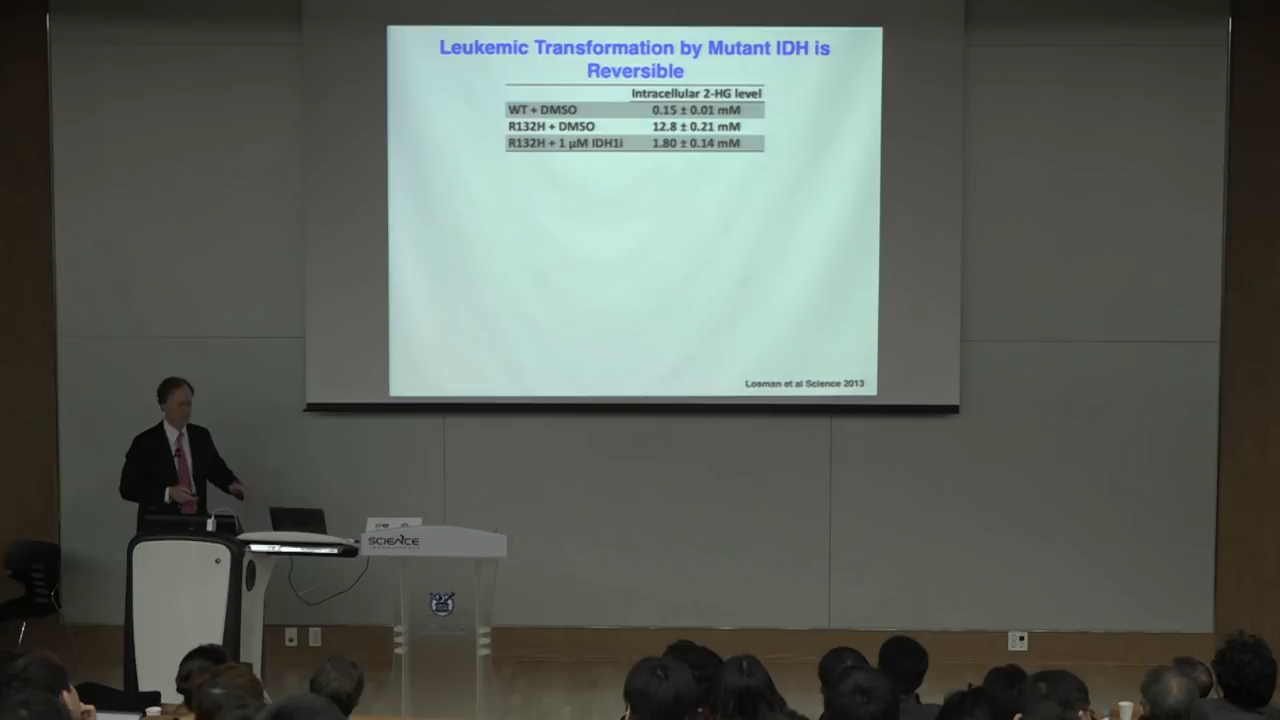 Leukemic Transformation by Mutant IDH is
Reversible
Intracellular 2-HG level
WT + DMSO 0.15 ± 0.01 mM
R132H + DMSO 12.8 ± 0.21 mM
R132H + 1 µM IDH1i 1.80 ± 0.14 mM
Losman et al Science 2013
SCIENCE